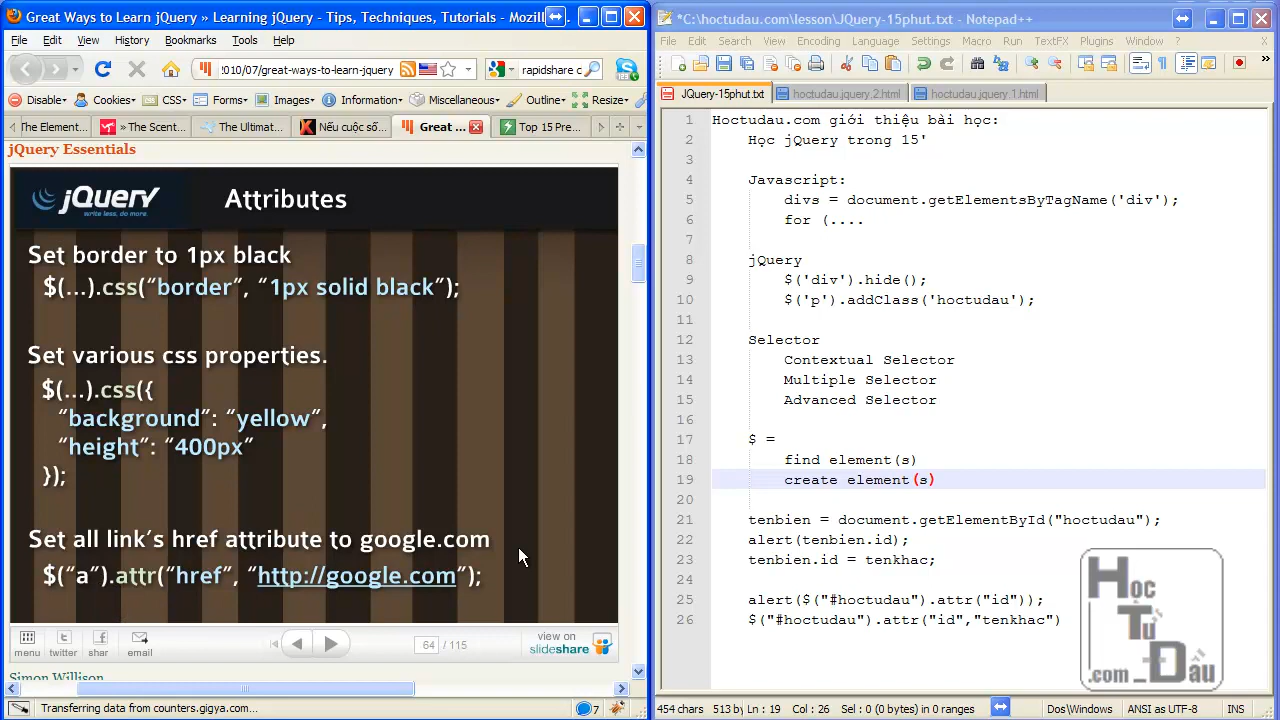 Great Ways to Learn jQuery » Learning jQuery - Tips, Techniques, Tutorials - Mozill
File Edit View History Bookmarks Tools Help
010/07/great-ways-to-learn-jquery
rapidshare c
Disable Cookies CSS Forms Images Information Miscellaneous Outline Resize
The Element... » The Scent... The Ultimat... Nếu cuộc số... Great ... Top 15 Pre...
jQuery Essentials
jQuery
write less, do more.
Attributes
Set border to 1px black
$(...).css("border", "1px solid black");
Set various css properties.
$(...).css({
"background": "yellow",
"height": "400px"
});
Set all link's href attribute to google.com
$("a").attr("href", "http://google.com");
menu twitter shar email
64 / 115
view on
slideshare
Simon Willison
Transferring data from counters.gigya.com...
7
*C:\hoctudau.com\lesson\JQuery-15phut.txt - Notepad++
File Edit Search View Encoding Language Settings Macro Run TextFX Plugins Window ? X
JQuery-15phut.txt hoctudau.jquery.2.html hoctudau.jquery.1.html
1 Hoctudau.com giới thiệu bài học:
2 Học jQuery trong 15'
3
4 Javascript:
5 divs = document.getElementsByTagName('div');
6 for (....
7
8 jQuery
9 $('div').hide();
10 $('p').addClass('hoctudau');
11
12 Selector
13 Contextual Selector
14 Multiple Selector
15 Advanced Selector
16
17 $ =
18 find element(s)
19 create element(s)
20
21 tenbien = document.getElementById("hoctudau");
22 alert(tenbien.id);
23 tenbien.id = tenkhac;
24
25 alert($("#hoctudau").attr("id"));
26 $("#hoctudau").attr("id","tenkhac")
Học
Từ
.com_Đầu
454 chars 513 by Ln : 19 Col : 26 Sel : 0 (0 bytes) in 0 ranges Dos\Windows ANSI as UTF-8 INS